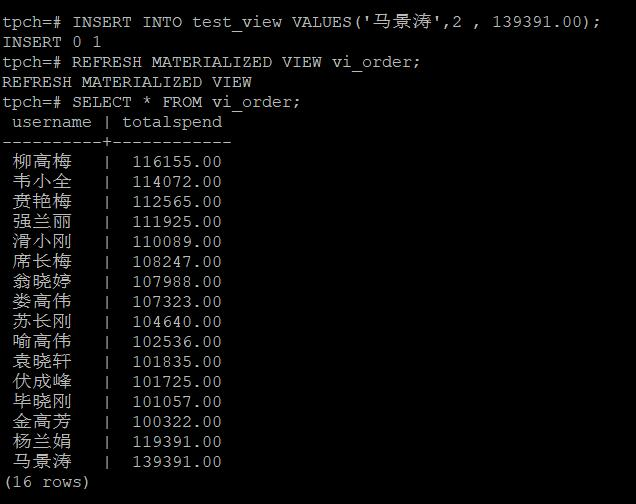 tpch=# INSERT INTO test_view VALUES('马景涛',2 , 139391.00);
INSERT 0 1
tpch=# REFRESH MATERIALIZED VIEW vi_order;
REFRESH MATERIALIZED VIEW
tpch=# SELECT * FROM vi_order;
 username | totalspend
----------+------------
 柳高梅   |  116155.00
 韦小全   |  114072.00
 贲艳梅   |  112565.00
 强兰丽   |  111925.00
 滑小刚   |  110089.00
 席长梅   |  108247.00
 翁晓婷   |  107988.00
 娄高伟   |  107323.00
 苏长刚   |  104640.00
 喻高伟   |  102536.00
 袁晓轩   |  101835.00
 伏成峰   |  101725.00
 毕晓刚   |  101057.00
 金高芳   |  100322.00
 杨兰娟   |  119391.00
 马景涛   |  139391.00
(16 rows)